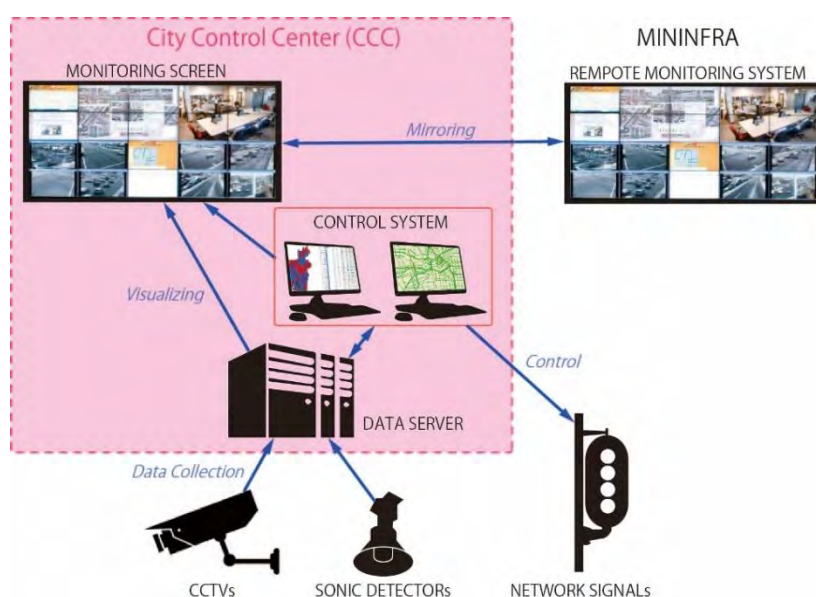 City Control Center (CCC)
MININFRA
MONITORING SCREEN
REMPOTE MONITORING SYSTEM
Mirroring
CONTROL SYSTEM
Visualizing
Control
DATA SERVER
Data Collection
CCTVs
SONIC DETECTORs
NETWORK SIGNALs